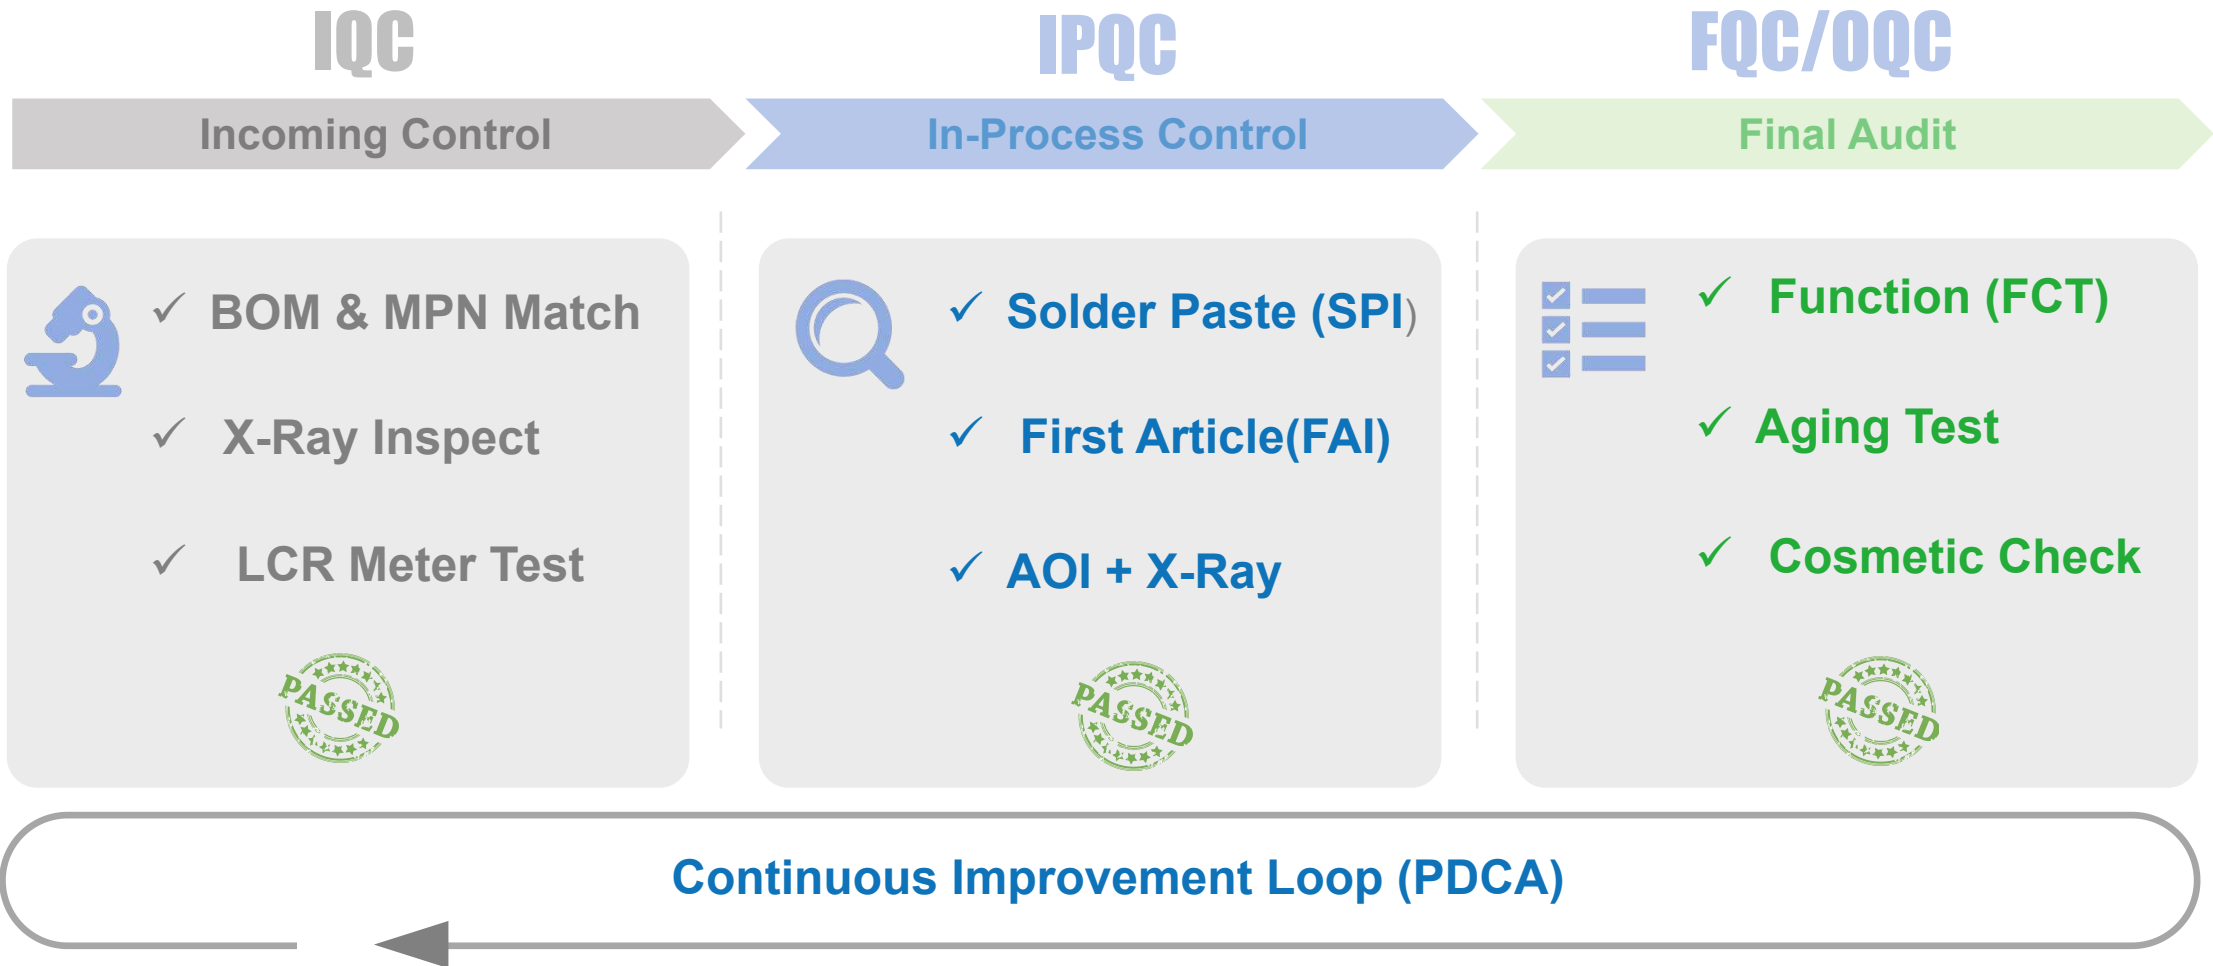 IQC
IPQC
FQC/OQC
Incoming Control
In-Process Control
Final Audit
BOM & MPN Match
X-Ray Inspect
LCR Meter Test
PASSED
Solder Paste (SPI)
First Article(FAI)
AOI + X-Ray
PASSED
Function (FCT)
Aging Test
Cosmetic Check
PASSED
Continuous Improvement Loop (PDCA)